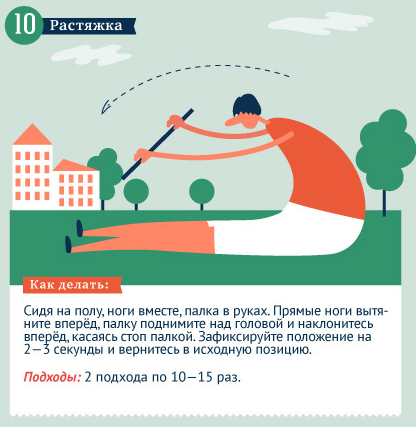 10 Растяжка
Как делать:
Сидя на полу, ноги вместе, палка в руках. Прямые ноги вытя-
ните вперёд, палку поднимите над головой и наклонитесь
вперёд, касаясь стоп палкой. Зафиксируйте положение на
2—3 секунды и вернитесь в исходную позицию.
Подходы: 2 подхода по 10—15 раз.